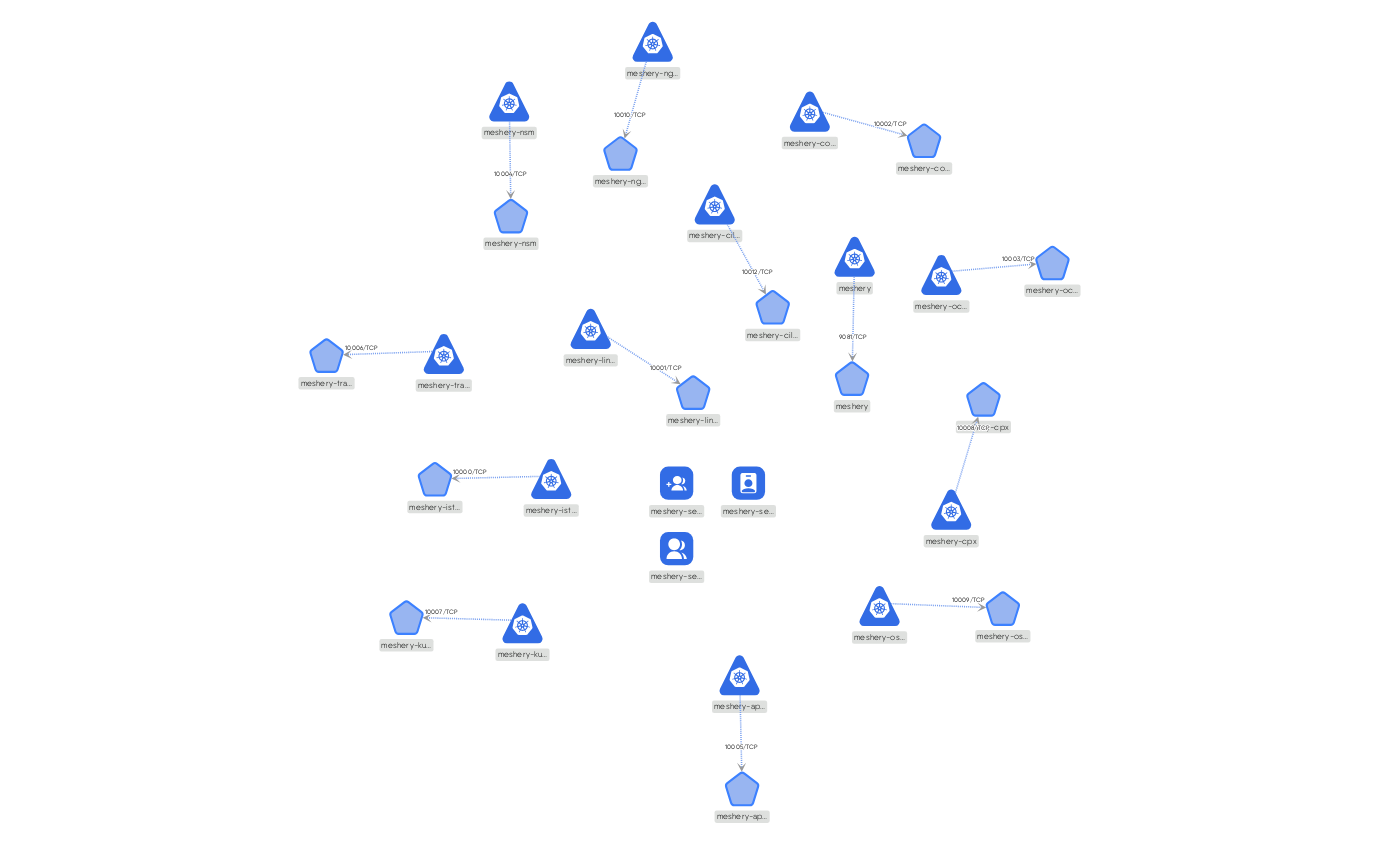 meshery-ng...
10010/TCP
meshery-ng...
meshery-nsm
10004/TCP
meshery-nsm
meshery-co...
10002/TCP
meshery-co...
meshery-cil...
10012/TCP
meshery-cil...
meshery
9081/TCP
meshery
meshery-oc...
10003/TCP
meshery-oc...
10006/TCP
meshery-tra...
meshery-tra...
meshery-lin...
10001/TCP
meshery-lin...
10008/TCP
-cpx
meshery-cpx
10000/TCP
meshery-ist...
meshery-ist...
meshery-se...
meshery-se...
meshery-se...
10007/TCP
meshery-ku...
meshery-ku...
10009/TCP
meshery-os...
meshery-os...
meshery-ap...
10005/TCP
meshery-ap...